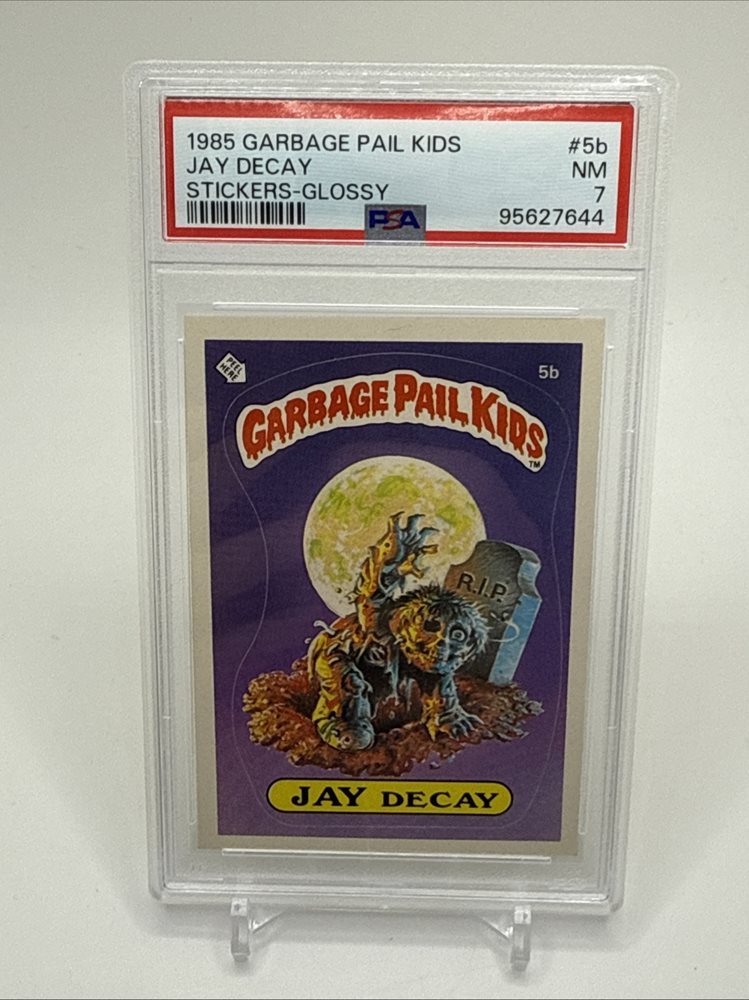 1985 GARBAGE PAIL KIDS #5b
JAY DECAY NM
STICKERS-GLOSSY 7
PSA 95627644
PEEL
HERE
5b
GARBAGE PAIL KIDS
TM
R.I.P.
JAY DECAY